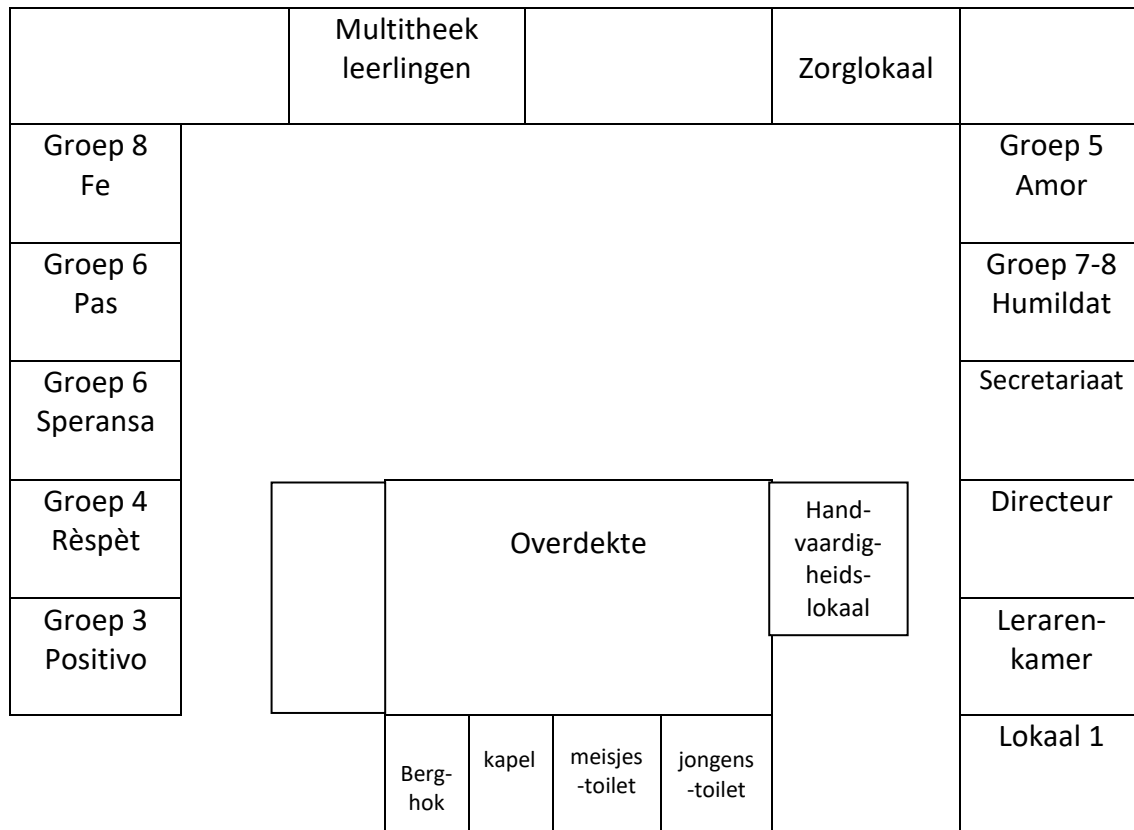 Multitheek
leerlingen
Zorglokaal
Groep 8
Fe
Groep 5
Amor
Groep 6
Pas
Groep 7-8
Humildat
Groep 6
Speransa
Secretariaat
Groep 4
Rèspèt
Overdekte
Hand-
vaardig-
heids-
lokaal
Directeur
Groep 3
Positivo
Leraren-
kamer
Berg-
hok
kapel
meisjes
-toilet
jongens
-toilet
Lokaal 1